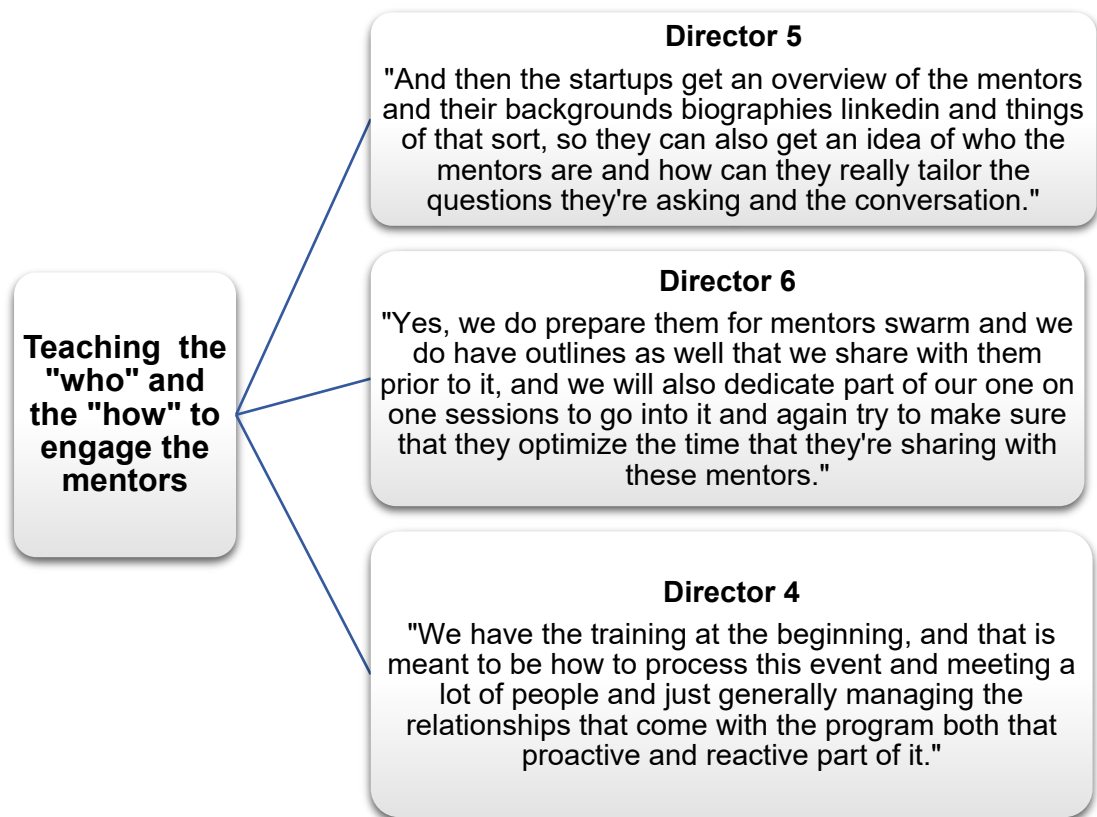 Teaching the
"who" and
the "how" to
engage the
mentors
Director 5
"And then the startups get an overview of the mentors
and their backgrounds biographies linkedin and things
of that sort, so they can also get an idea of who the
mentors are and how can they really tailor the
questions they're asking and the conversation."
Director 6
"Yes, we do prepare them for mentors swarm and we
do have outlines as well that we share with them
prior to it, and we will also dedicate part of our one on
one sessions to go into it and again try to make sure
that they optimize the time that they're sharing with
these mentors."
Director 4
"We have the training at the beginning, and that is
meant to be how to process this event and meeting a
lot of people and just generally managing the
relationships that come with the program both that
proactive and reactive part of it."